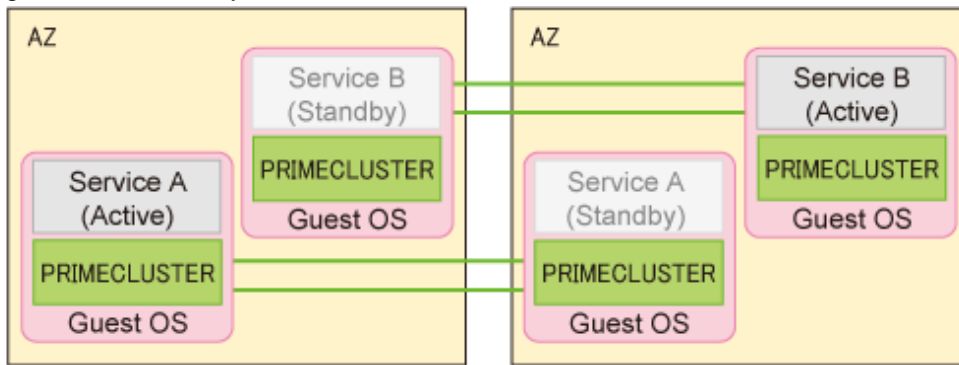 AZ
Service B
(Standby)
PRIMECLUSTER
Guest OS
Service A
(Active)
PRIMECLUSTER
Guest OS
AZ
Service B
(Active)
PRIMECLUSTER
Guest OS
Service A
(Standby)
PRIMECLUSTER
Guest OS